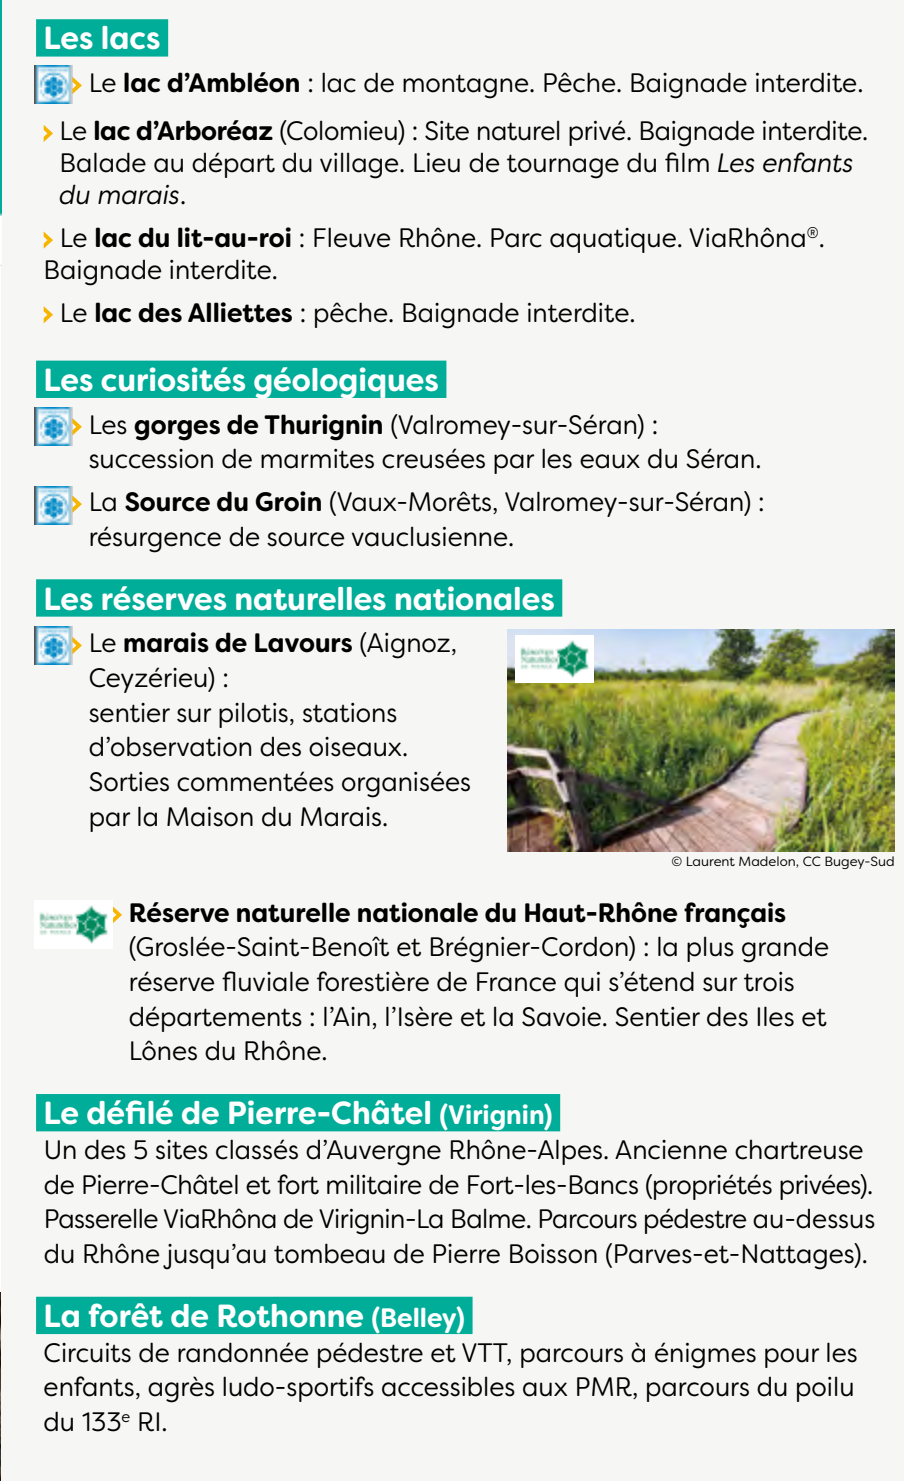 Les lacs
› Le lac d’Ambléon : lac de montagne. Pêche. Baignade interdite.
› Le lac d’Arboréaz (Colomieu) : Site naturel privé. Baignade interdite.
Balade au départ du village. Lieu de tournage du film Les enfants
du marais.
› Le lac du lit-au-roi : Fleuve Rhône. Parc aquatique. ViaRhôna®.
Baignade interdite.
› Le lac des Alliettes : pêche. Baignade interdite.
Les curiosités géologiques
› Les gorges de Thurignin (Valromey-sur-Séran) :
succession de marmites creusées par les eaux du Séran.
› La Source du Groin (Vaux-Morêts, Valromey-sur-Séran) :
résurgence de source vauclusienne.
Les réserves naturelles nationales
› Le marais de Lavours (Aignoz,
Ceyzérieu) :
sentier sur pilotis, stations
d’observation des oiseaux.
Sorties commentées organisées
par la Maison du Marais.
Réserves
Naturelles
DE FRANCE
© Laurent Madelon, CC Bugey-Sud
Réserves
Naturelles
DE FRANCE
› Réserve naturelle nationale du Haut-Rhône français
(Groslée-Saint-Benoît et Brégnier-Cordon) : la plus grande
réserve fluviale forestière de France qui s’étend sur trois
départements : l’Ain, l’Isère et la Savoie. Sentier des Iles et
Lônes du Rhône.
Le défilé de Pierre-Châtel (Virignin)
Un des 5 sites classés d’Auvergne Rhône-Alpes. Ancienne chartreuse
de Pierre-Châtel et fort militaire de Fort-les-Bancs (propriétés privées).
Passerelle ViaRhôna de Virignin-La Balme. Parcours pédestre au-dessus
du Rhône jusqu’au tombeau de Pierre Boisson (Parves-et-Nattages).
La forêt de Rothonne (Belley)
Circuits de randonnée pédestre et VTT, parcours à énigmes pour les
enfants, agrès ludo-sportifs accessibles aux PMR, parcours du poilu
du 133e RI.